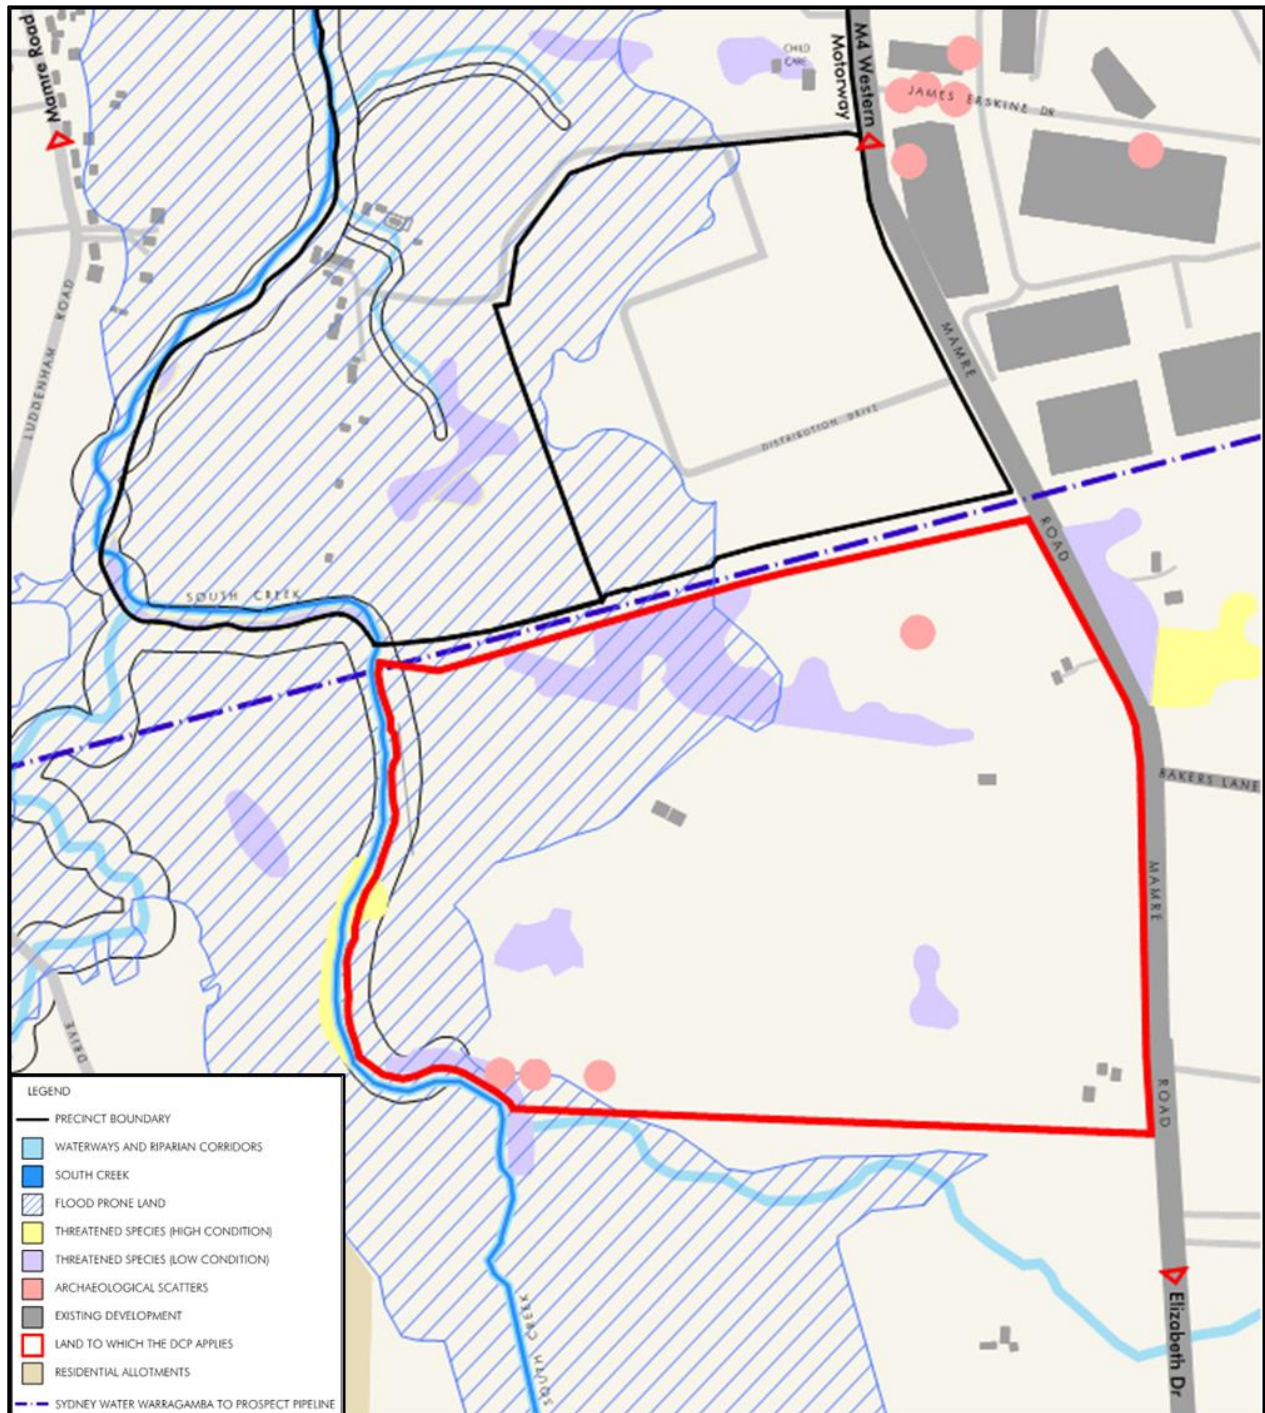 Mamre Road
M4 Western
Motorway
CHILD
CARE
JAMES ERSKINE DR
LUDDENHAM ROAD
MAMRE
DISTRIBUTION DRIVE
ROAD
SOUTH CREEK
BAKERS LANE
MAMRE
DRIVE
ROAD
SOUTH CREEK
Elizabeth Dr
LEGEND
PRECINCT BOUNDARY
WATERWAYS AND RIPARIAN CORRIDORS
SOUTH CREEK
FLOOD PRONE LAND
THREATENED SPECIES (HIGH CONDITION)
THREATENED SPECIES (LOW CONDITION)
ARCHAEOLOGICAL SCATTERS
EXISTING DEVELOPMENT
LAND TO WHICH THE DCP APPLIES
RESIDENTIAL ALLOTMENTS
SYDNEY WATER WARRAGAMBA TO PROSPECT PIPELINE